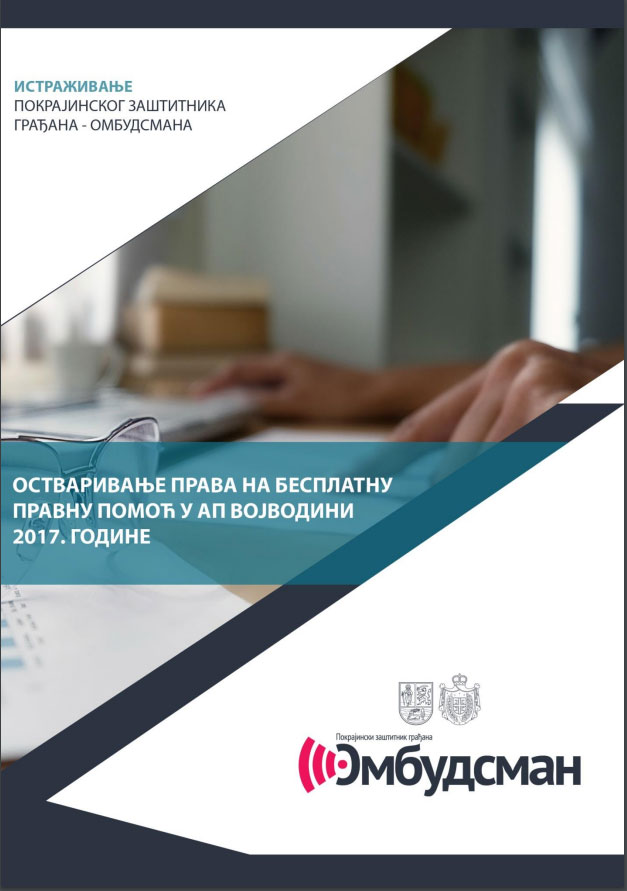 ИСТРАЖИВАЊЕ
ПОКРАЈИНСКОГ ЗАШТИТНИКА
ГРАЂАНА - ОМБУДСМАНА
ОСТВАРИВАЊЕ ПРАВА НА БЕСПЛАТНУ
ПРАВНУ ПОМОЋ У АП ВОЈВОДИНИ
2017. ГОДИНЕ
Покрајински заштитник грађана
Омбудсман